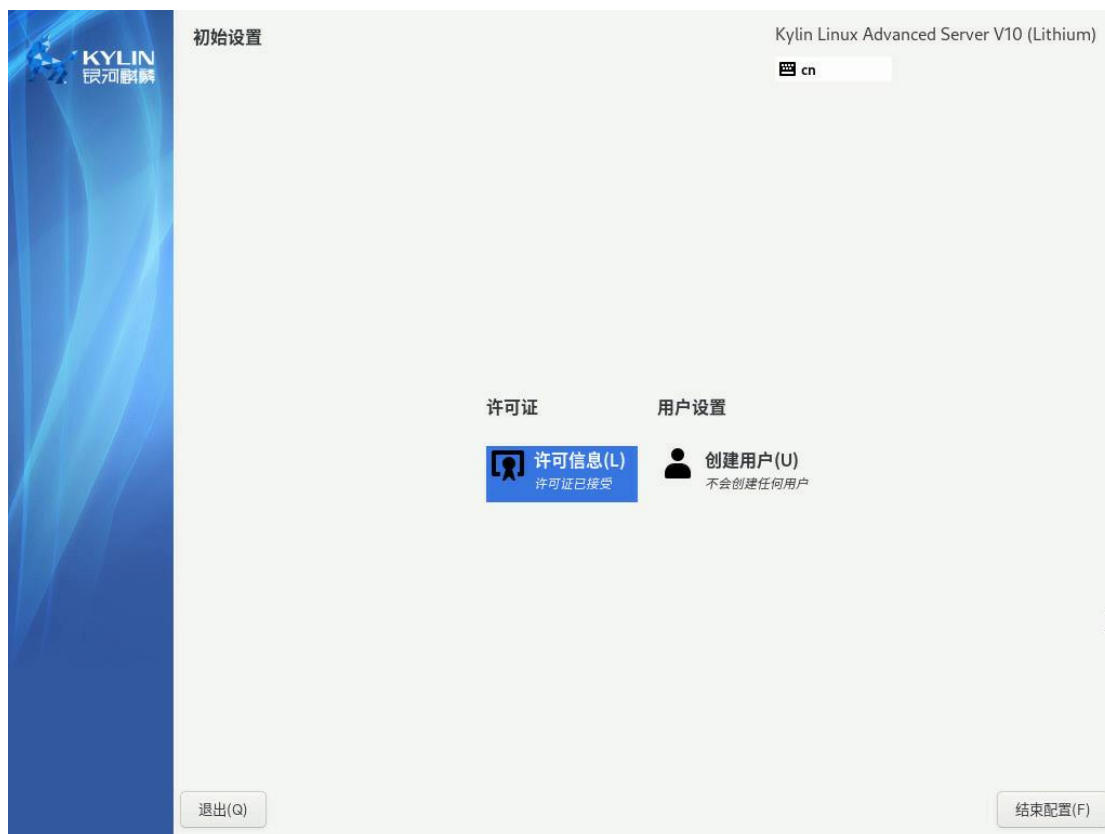 KYLIN
银河麒麟
初始设置
Kylin Linux Advanced Server V10 (Lithium)
cn
许可证
用户设置
许可信息(L)
许可证已接受
创建用户(U)
不会创建任何用户
退出(Q)
结束配置(F)